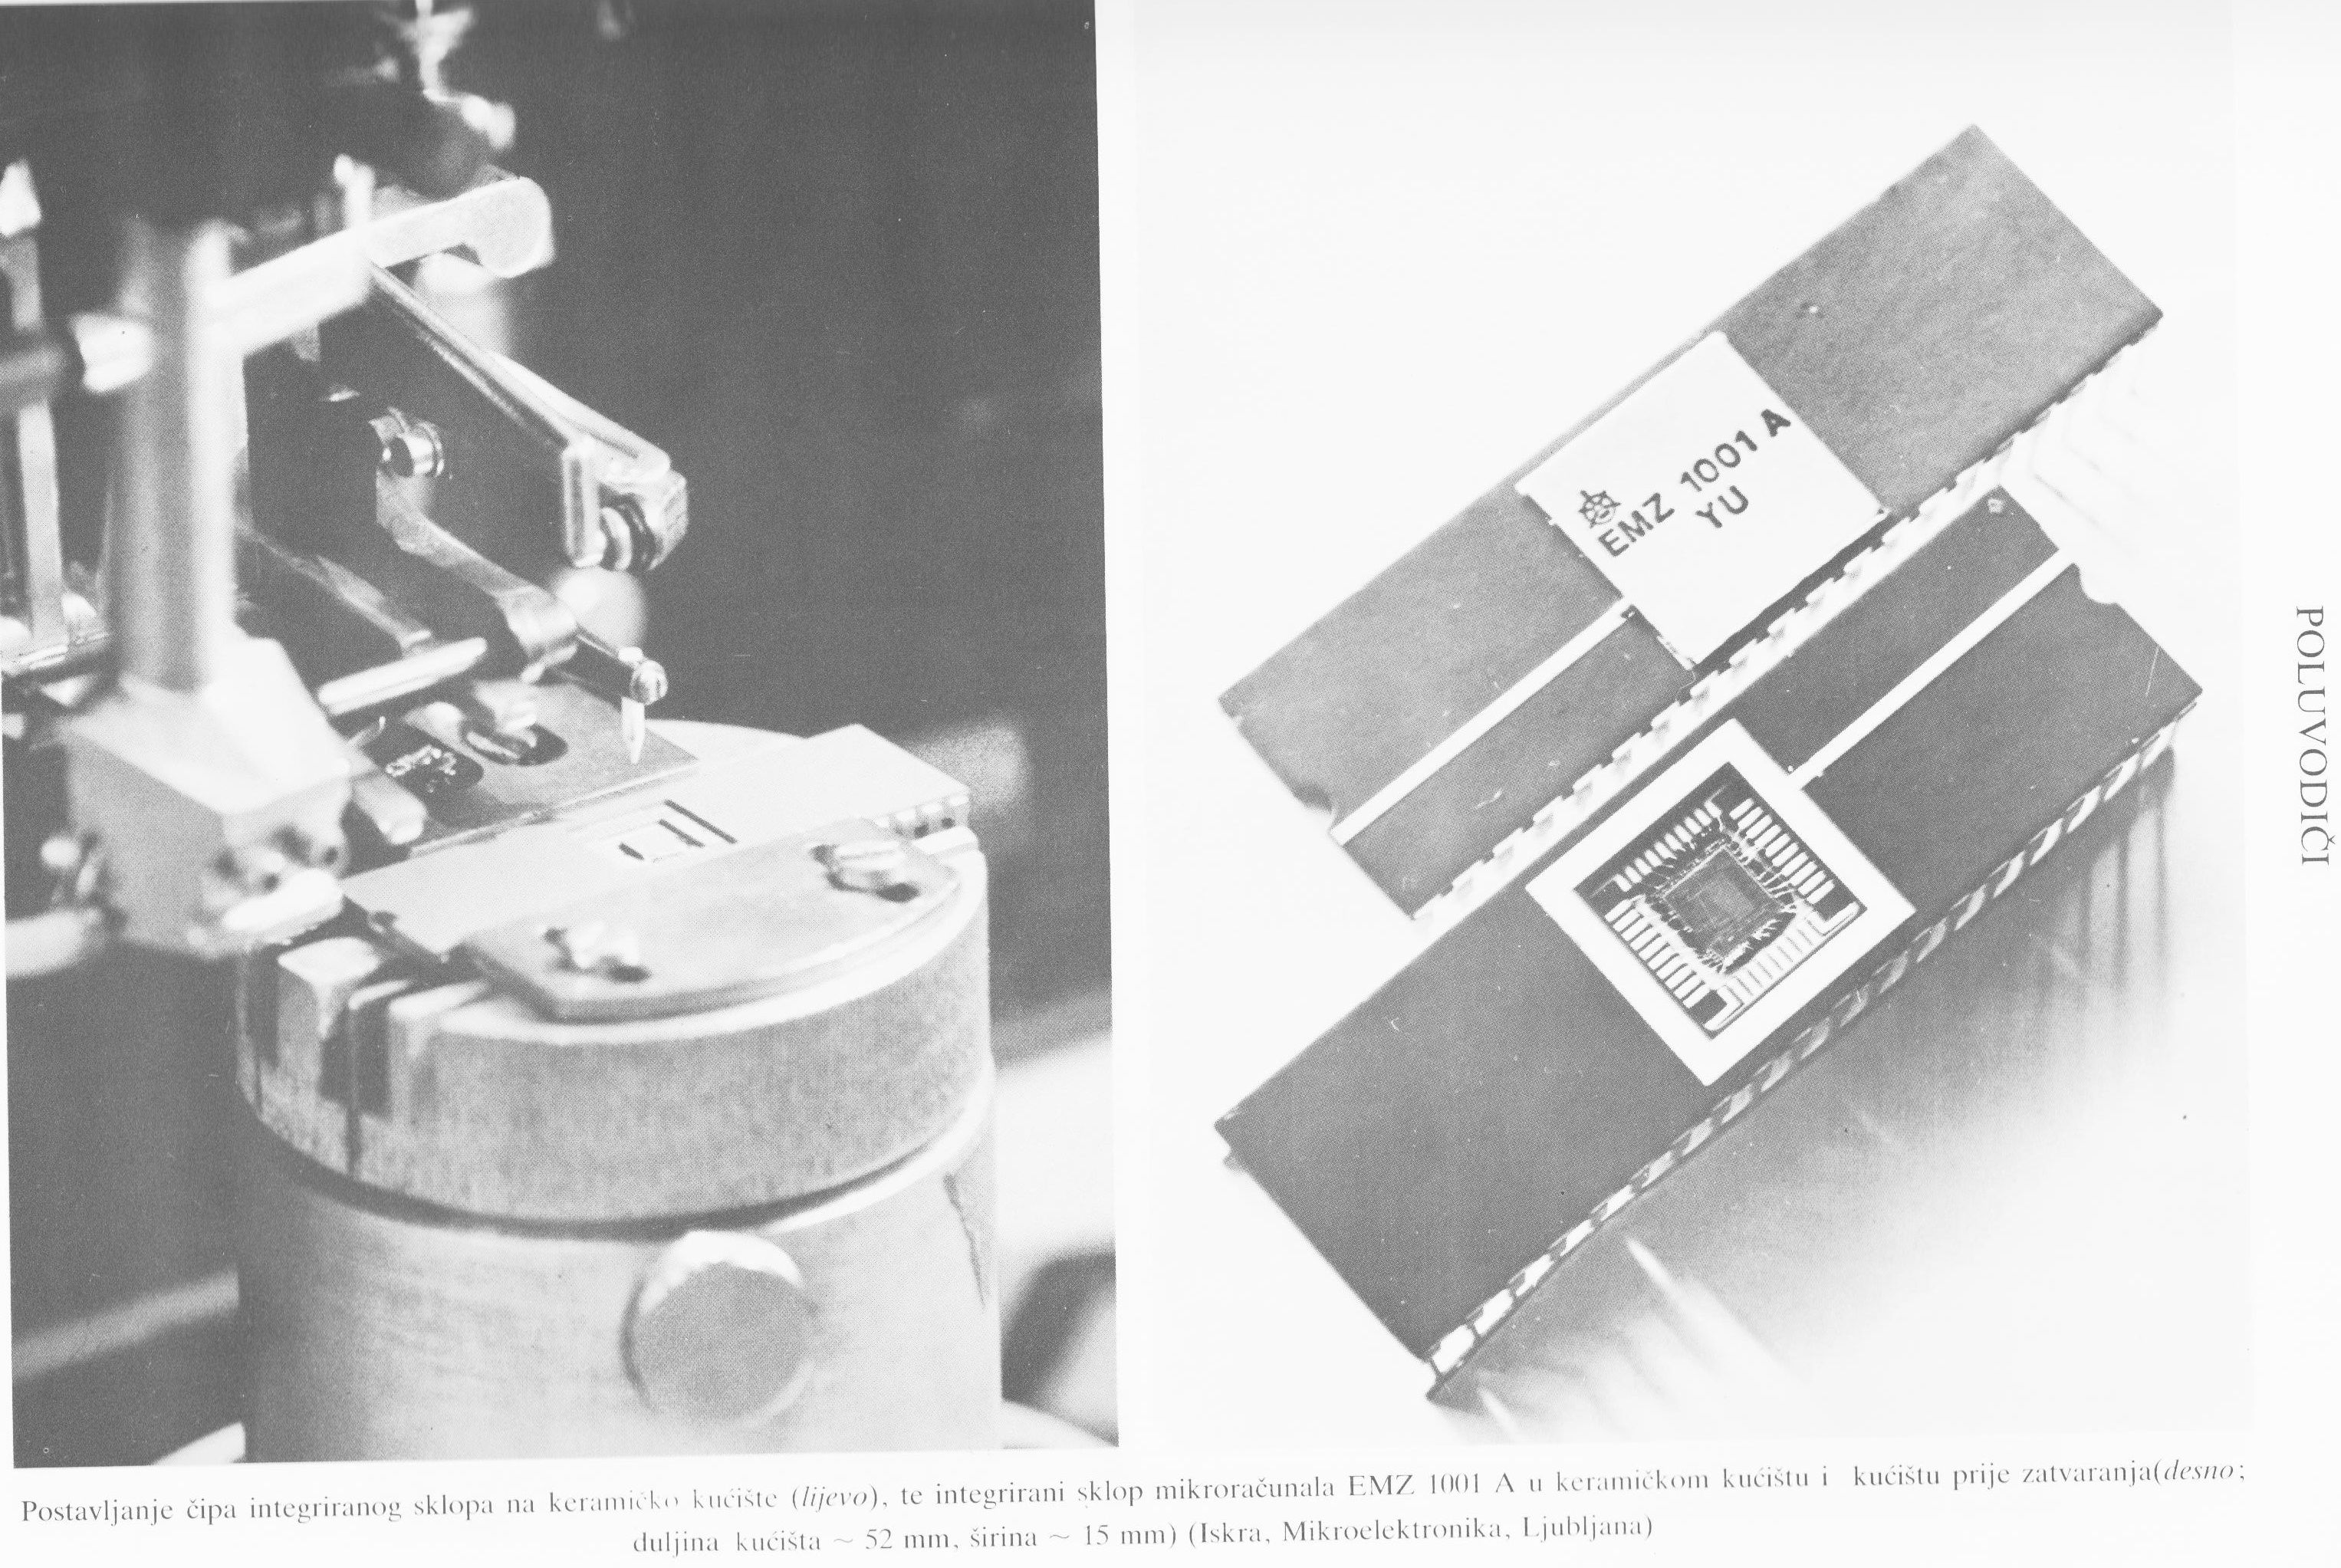 EMZ 1001 A
YU
POLUVODIČI
Postavljanje čipa integriranog sklopa na keramičko kućište (lijevo), te integrirani sklop mikroračunala EMZ 1001 A u keramičkom kućištu i kućištu prije zatvaranja(desno;
duljina kućišta ~ 52 mm, širina ~ 15 mm) (Iskra, Mikroelektronika, Ljubljana)